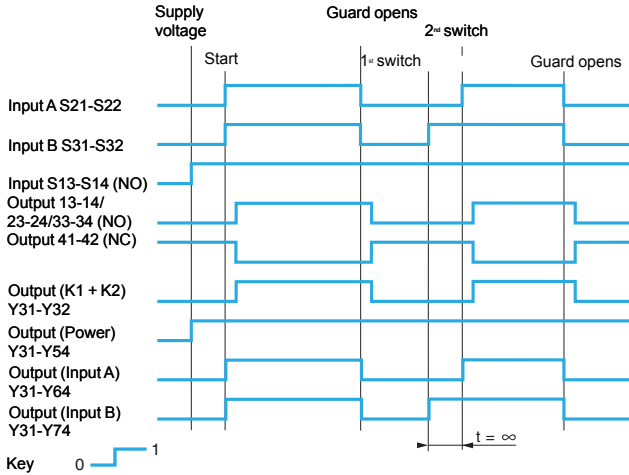 Supply voltage
Guard opens
2nd switch
Start
1st switch
Guard opens
Input A S21-S22
Input B S31-S32
Input S13-S14 (NO)
Output 13-14/
23-24/33-34 (NO)
Output 41-42 (NC)
Output (K1 + K2)
Y31-Y32
Output (Power)
Y31-Y54
Output (Input A)
Y31-Y64
Output (Input B)
Y31-Y74
t = ∞
Key 0 1